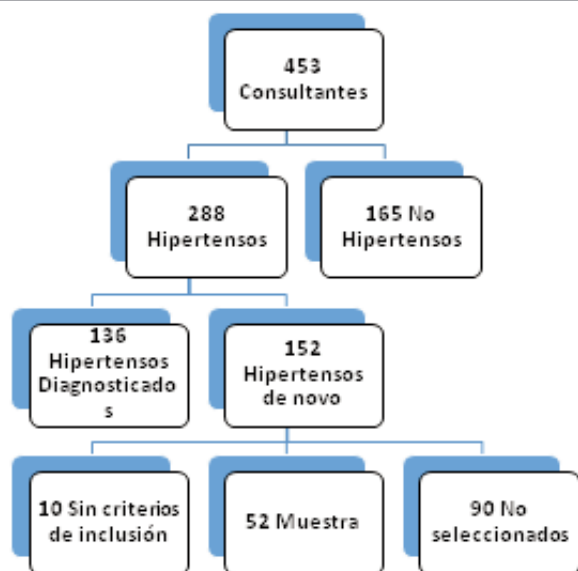 453
Consultantes
288
Hipertensos
165 No
Hipertensos
136
Hipertensos
Diagnosticado
s
152
Hipertensos
de novo
10 Sin criterios
de inclusión
52 Muestra
90 No
seleccionados